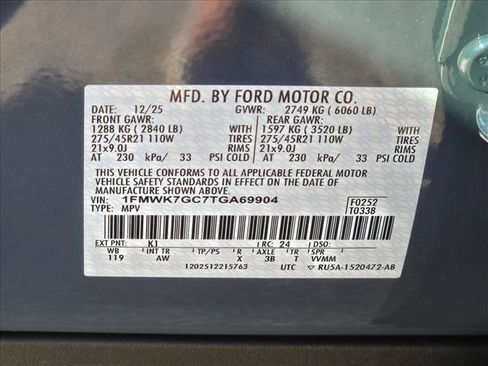 MFD. BY FORD MOTOR CO.
DATE: 12/25 GVWR: 2749 KG ( 6060 LB)
FRONT GAWR: REAR GAWR:
1288 KG ( 2840 LB) WITH 1597 KG ( 3520 LB) WITH
275/45R21 110W TIRES 275/45R21 110W TIRES
21x9.0J RIMS 21x9.0J RIMS
AT 230 kPa/ 33 PSI COLD AT 230 kPa/ 33 PSI COLD
THIS VEHICLE CONFORMS TO ALL APPLICABLE FEDERAL MOTOR
VEHICLE SAFETY STANDARDS IN EFFECT ON THE DATE OF
MANUFACTURE SHOWN ABOVE.
VIN: 1FMWK7GC7TGA69904 F0252
TYPE: MPV T0338
EXT PNT: K1 RC: 24 DSO:
WB INT TR TP/PS R AXLE TR SPR
119 AW X 3B T VVMM
1202512215763 UTC RU5A-1520472-AB